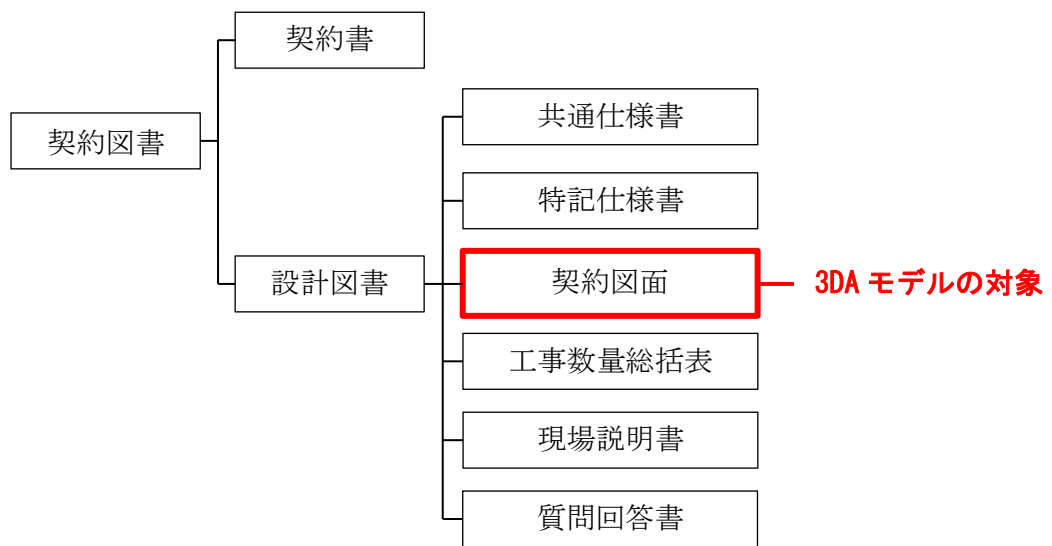 契約書
共通仕様書
契約図書
特記仕様書
設計図書
契約図面
3DA モデルの対象
工事数量総括表
現場説明書
質問回答書